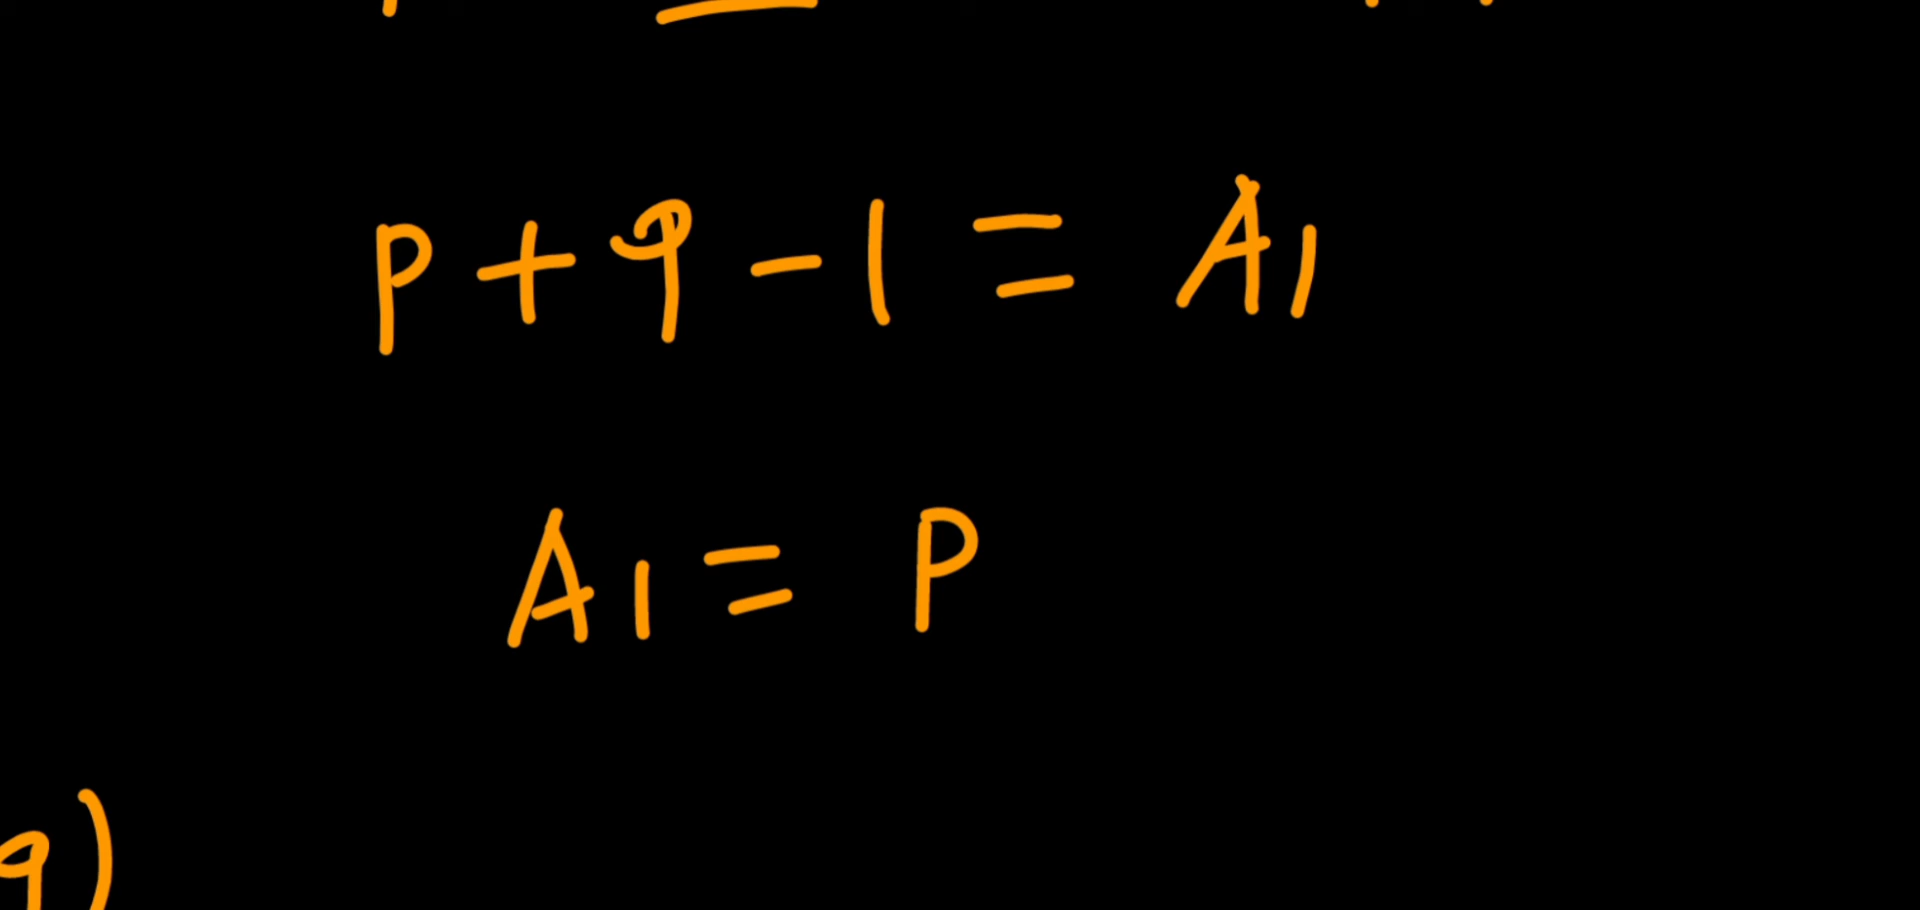 p + q - 1 = A1
A1 = P
q)